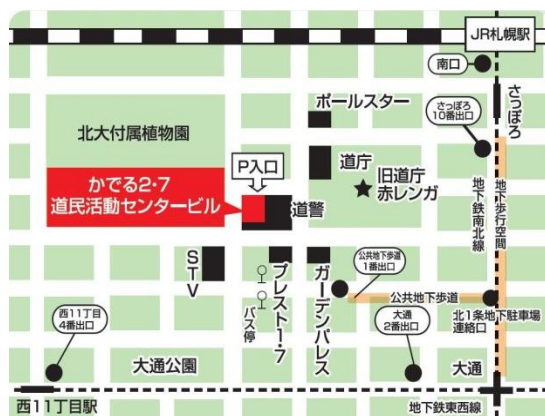 JR札幌駅
南口
さっぽろ
ポールスター
さっぽろ
10番出口
北大付属植物園
P入口
道庁
旧道庁
赤レンガ
かでる2・7
道民活動センタービル
道警
地下鉄南北線
地下歩行空間
STV
バス停
プレスト1・7
ガーデンパレス
公共地下歩道
1番出口
公共地下歩道
北1条地下駐車場
連絡口
西11丁目
4番出口
大通公園
大通
2番出口
大通
西11丁目駅
地下鉄東西線